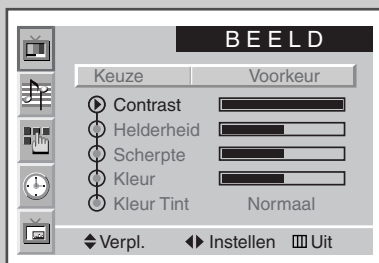 BEELD
Keuze Voorkeur
Contrast
Helderheid
Scherpte
Kleur
Kleur Tint Normaal
Verpl. Instellen Uit